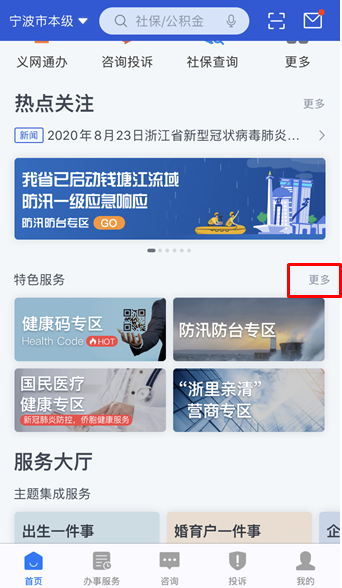 宁波市本级
社保/公积金
义网通办 咨询投诉 社保查询 更多
热点关注 更多
新闻 2020年8月23日浙江省新型冠状病毒肺炎...
我省已启动钱塘江流域
防汛一级应急响应
防汛防台专区 GO
特色服务 更多
健康码专区
Health Code HOT
防汛防台专区
国民医疗
健康专区
新冠肺炎防控,侨胞健康服务
“浙里亲清”
营商专区
服务大厅
主题集成服务
出生一件事 婚育户一件事 企
首页 办事服务 咨询 投诉 我的